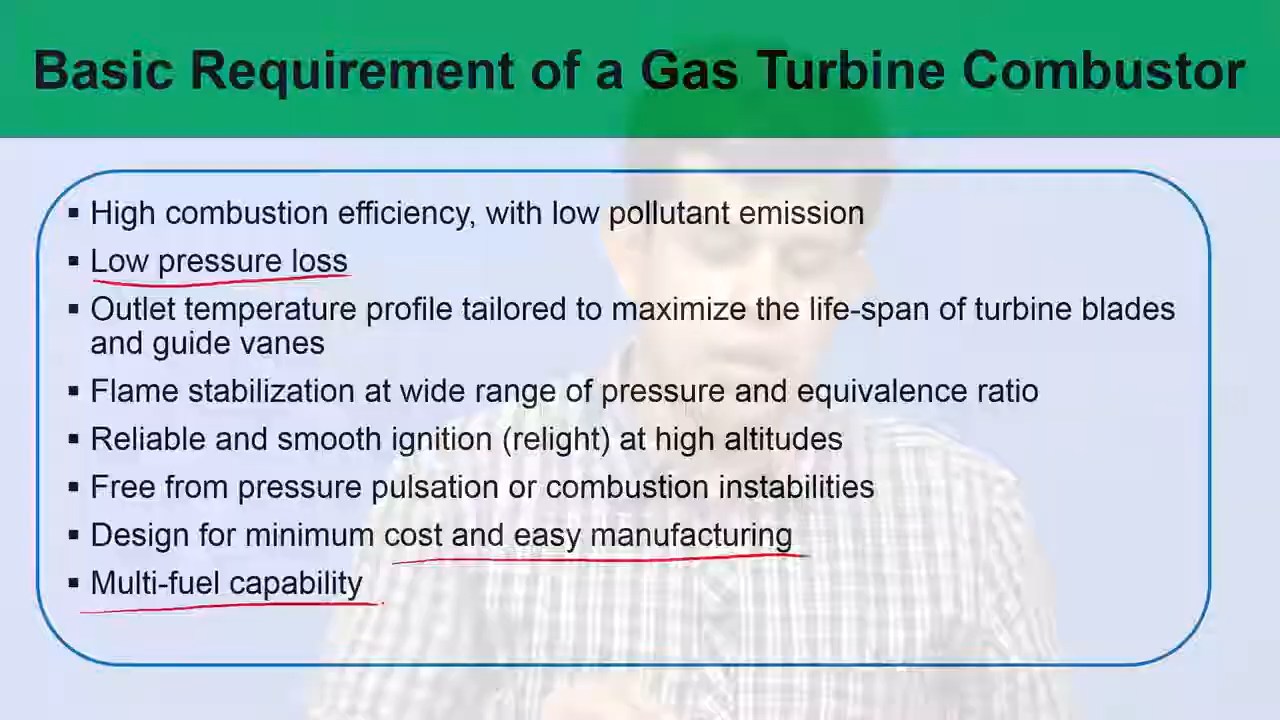 Basic Requirement of a Gas Turbine Combustor
▪ High combustion efficiency, with low pollutant emission
▪ Low pressure loss
▪ Outlet temperature profile tailored to maximize the life-span of turbine blades
and guide vanes
▪ Flame stabilization at wide range of pressure and equivalence ratio
▪ Reliable and smooth ignition (relight) at high altitudes
▪ Free from pressure pulsation or combustion instabilities
▪ Design for minimum cost and easy manufacturing
▪ Multi-fuel capability